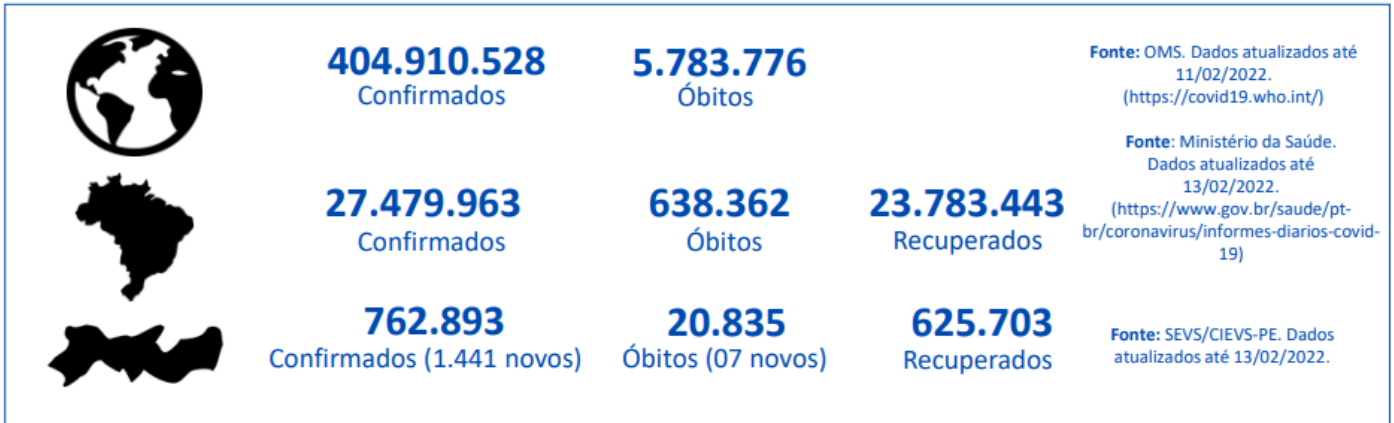 404.910.528
Confirmados
5.783.776
Óbitos
Fonte: OMS. Dados atualizados até
11/02/2022.
(https://covid19.who.int/)
27.479.963
Confirmados
638.362
Óbitos
23.783.443
Recuperados
Fonte: Ministério da Saúde.
Dados atualizados até
13/02/2022.
(https://www.gov.br/saude/pt-
br/coronavirus/informes-diarios-covid-
19)
762.893
Confirmados (1.441 novos)
20.835
Óbitos (07 novos)
625.703
Recuperados
Fonte: SEVS/CIEVS-PE. Dados
atualizados até 13/02/2022.